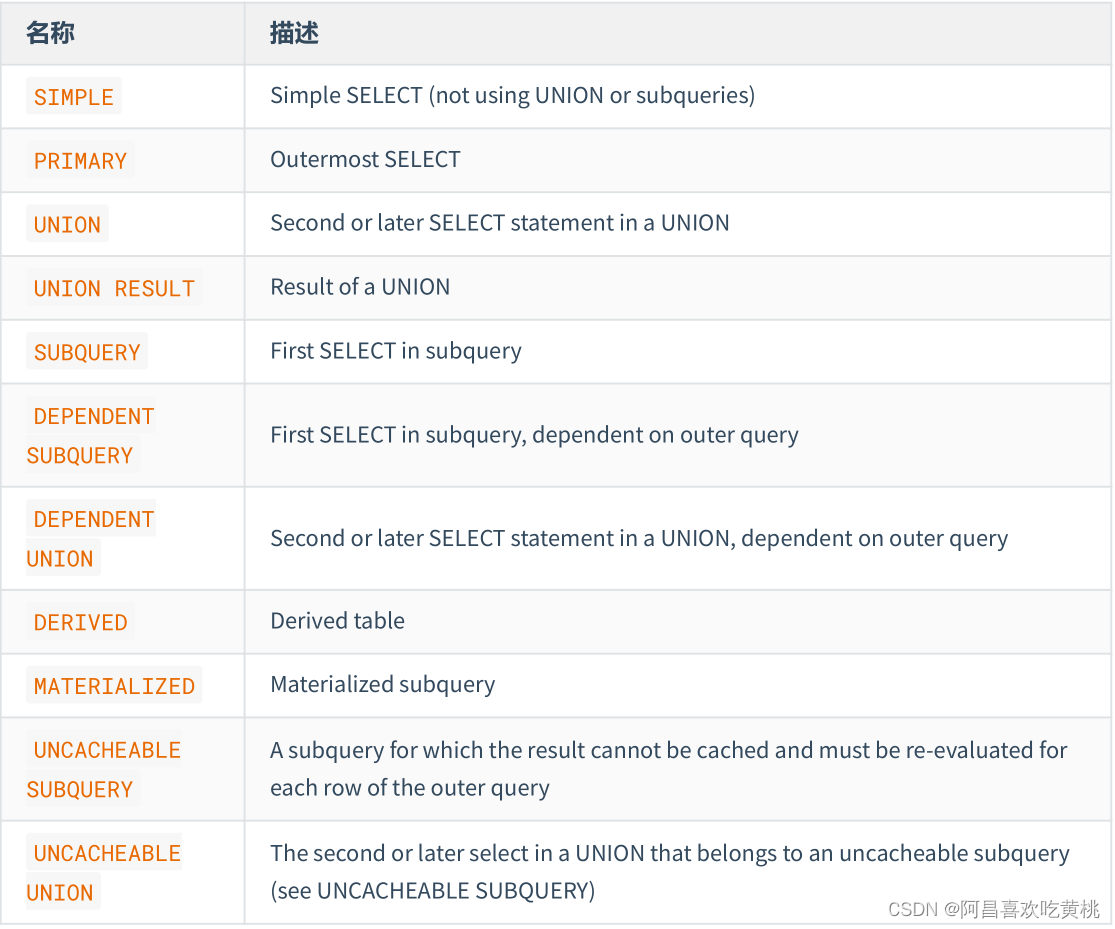 名称 描述
SIMPLE Simple SELECT (not using UNION or subqueries)
PRIMARY Outermost SELECT
UNION Second or later SELECT statement in a UNION
UNION RESULT Result of a UNION
SUBQUERY First SELECT in subquery
DEPENDENT
SUBQUERY
First SELECT in subquery, dependent on outer query
DEPENDENT
UNION
Second or later SELECT statement in a UNION, dependent on outer query
DERIVED Derived table
MATERIALIZED Materialized subquery
UNCACHEABLE
SUBQUERY
A subquery for which the result cannot be cached and must be re-evaluated for
each row of the outer query
UNCACHEABLE
UNION
The second or later select in a UNION that belongs to an uncacheable subquery
(see UNCACHEABLE SUBQUERY)
CSDN @阿昌喜欢吃黄桃